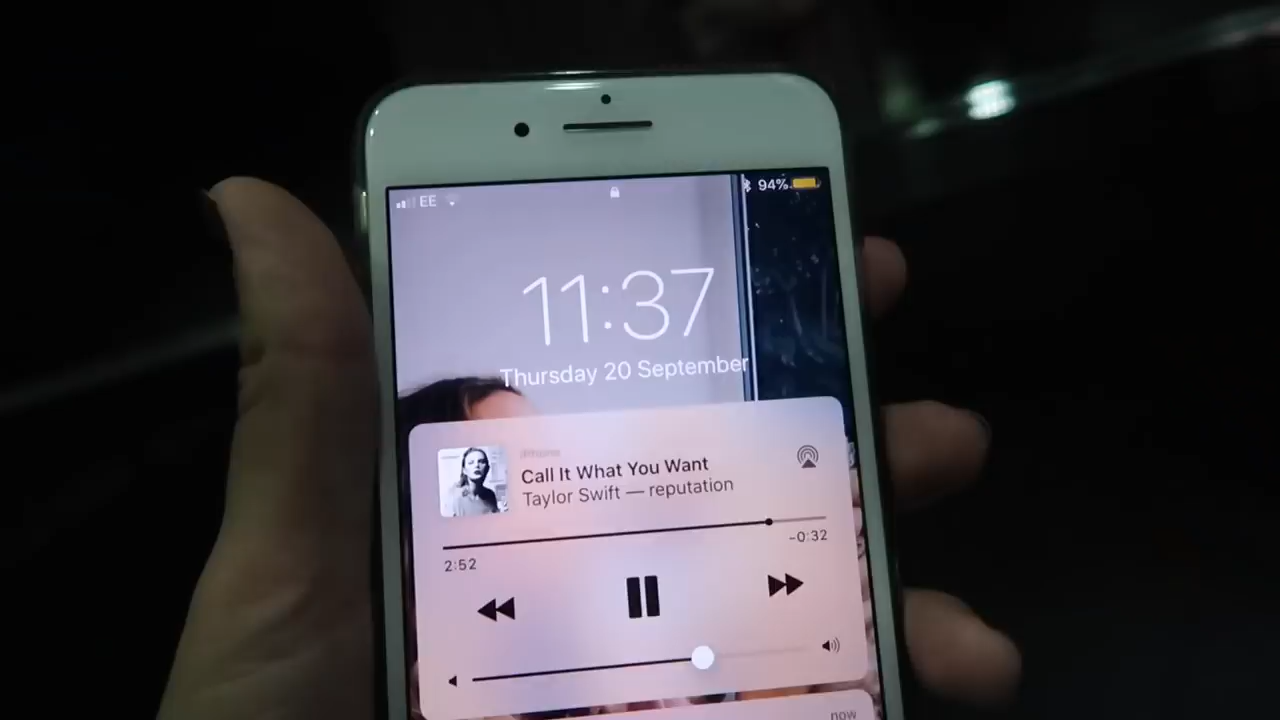 EE 94%
11:37
Thursday 20 September
iPhone
Call It What You Want
Taylor Swift — reputation
2:52 -0:32
now